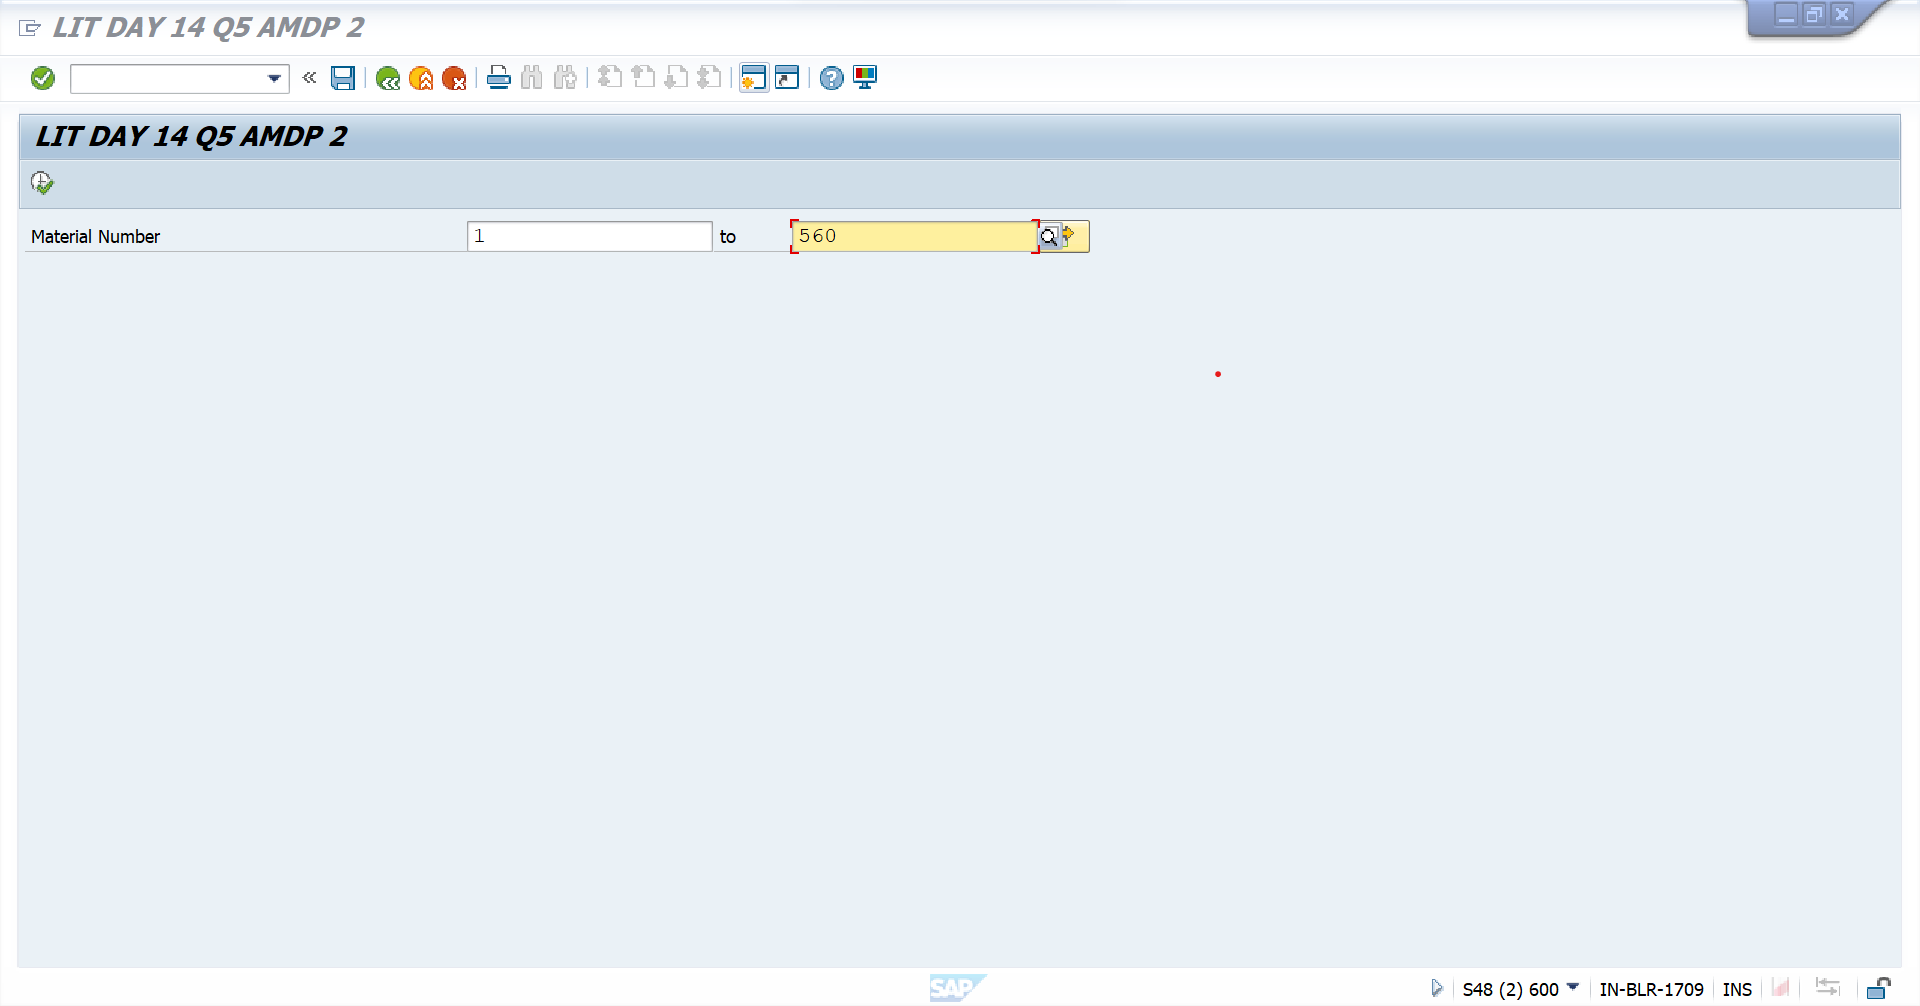 LIT DAY 14 Q5 AMDP 2
LIT DAY 14 Q5 AMDP 2
Material Number 1 to 560
SAP S48 (2) 600 IN-BLR-1709 INS